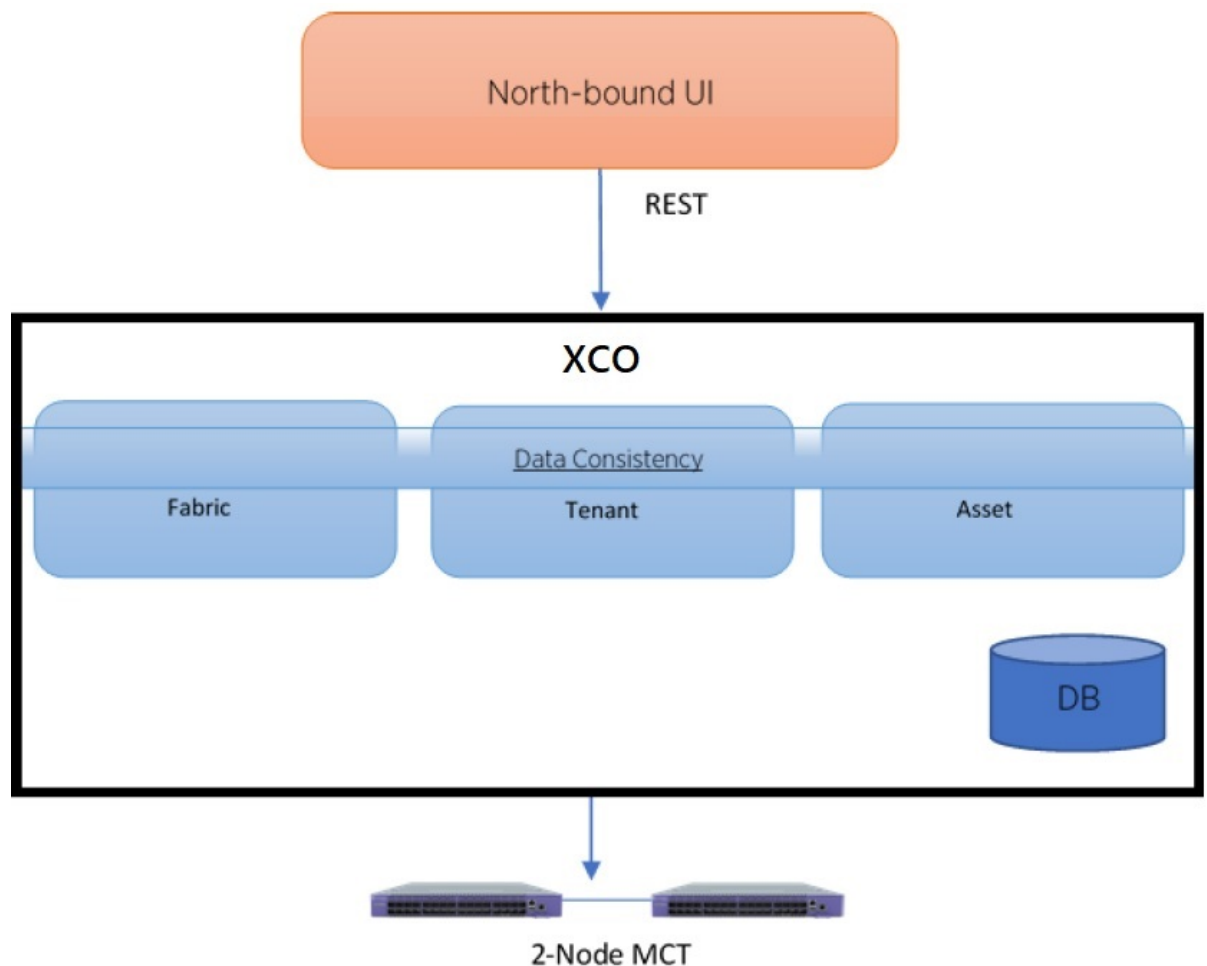 North-bound UI
REST
XCO
Data Consistency
Fabric
Tenant
Asset
DB
2-Node MCT